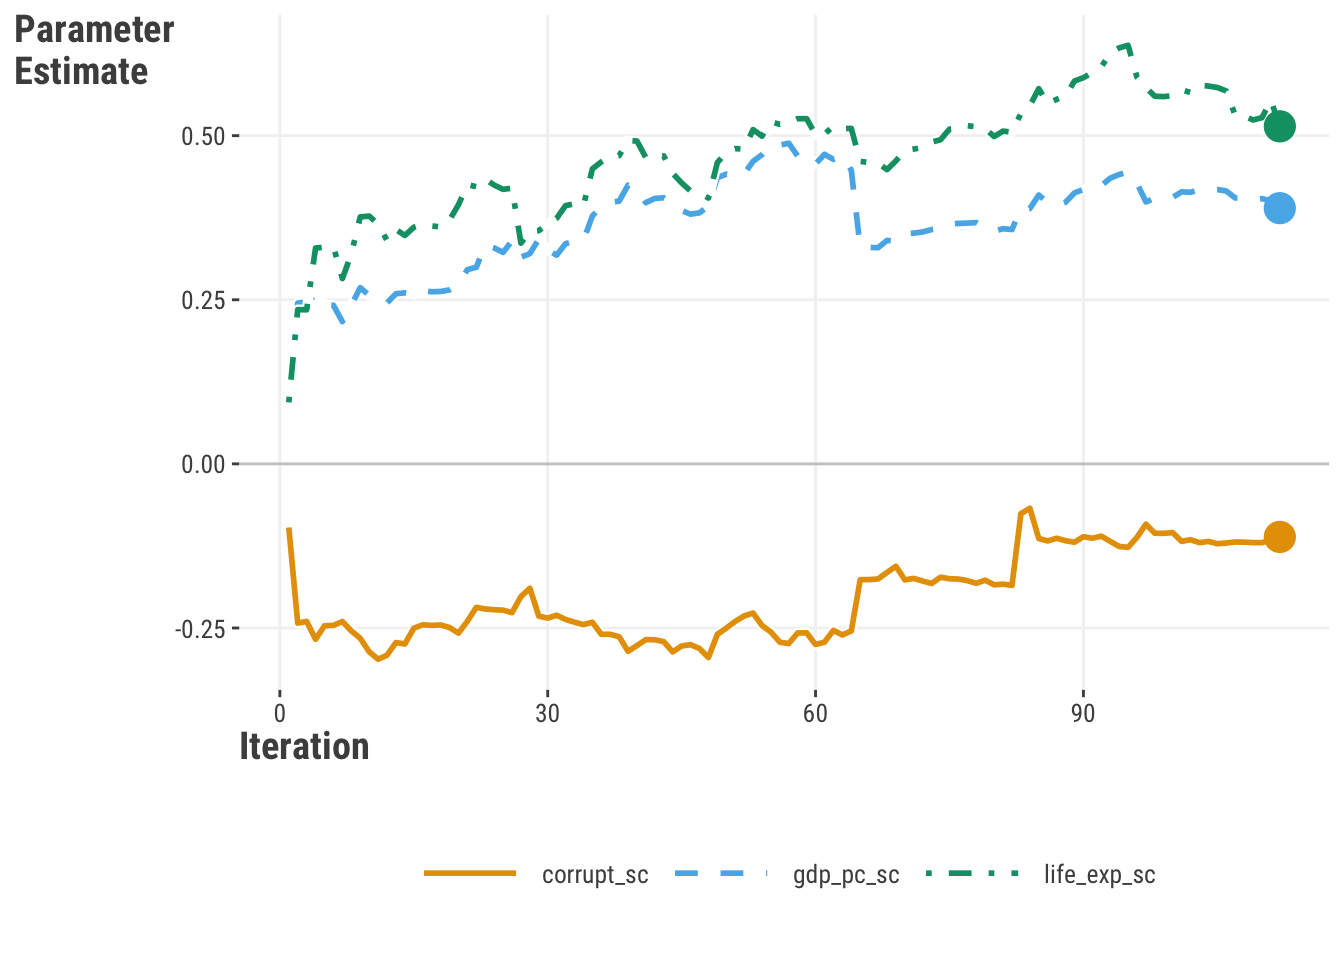 Parameter
Estimate
0.50
0.25
0.00
-0.25
0 30 60 90
Iteration
corrupt_sc gdp_pc_sc life_exp_sc